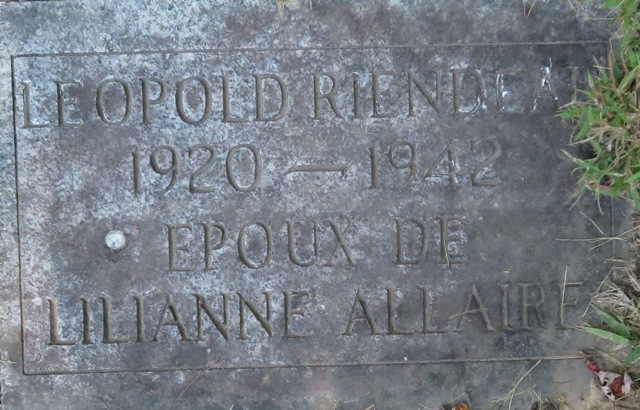 LEOPOLD RIENDEAU
1920 — 1942
EPOUX DE
LILIANNE ALLAIRE